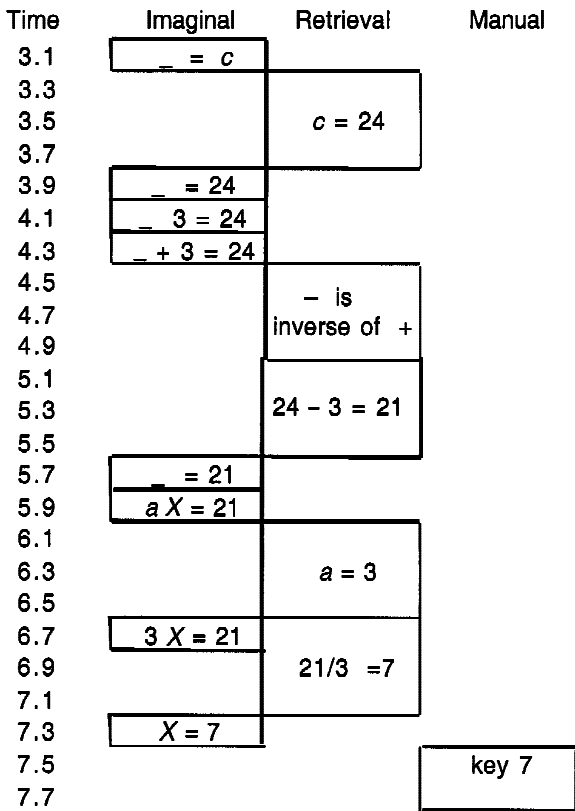 Time Imaginal Retrieval Manual
3.1 _ = c
3.3
3.5 c = 24
3.7
3.9 _ = 24
4.1 _ 3 = 24
4.3 _ + 3 = 24
4.5 – is
4.7 inverse of +
4.9
5.1
5.3 24 – 3 = 21
5.5
5.7 _ = 21
5.9 a X = 21
6.1
6.3 a = 3
6.5
6.7 3 X = 21
6.9 21/3 =7
7.1
7.3 X = 7
7.5 key 7
7.7